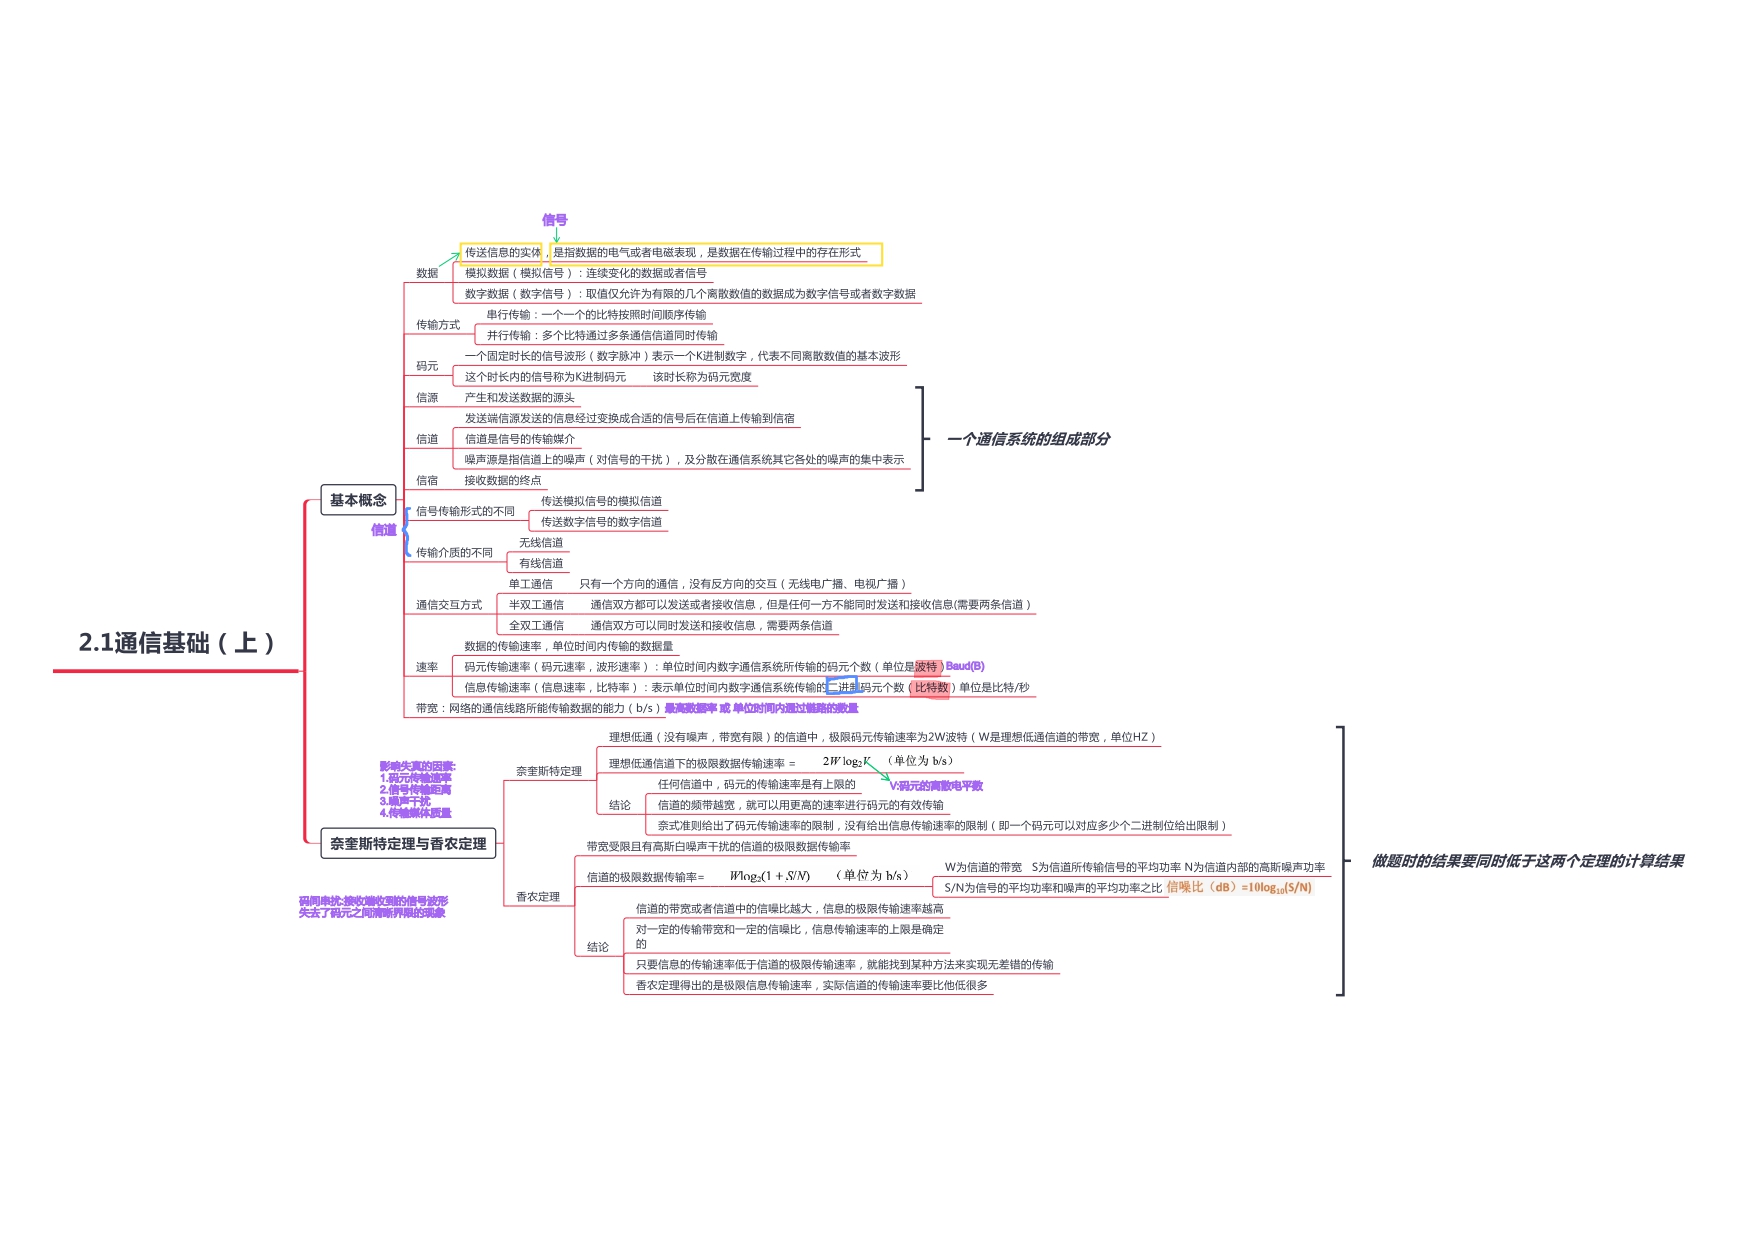 2.1通信基础（上）
基本概念
信号
数据
传送信息的实体，是指数据的电气或者电磁表现，是数据在传输过程中的存在形式
模拟数据（模拟信号）：连续变化的数据或者信号
数字数据（数字信号）：取值仅允许为有限的几个离散数值的数据成为数字信号或者数字数据
传输方式
串行传输：一个一个的比特按照时间顺序传输
并行传输：多个比特通过多条通信信道同时传输
码元
一个固定时长的信号波形（数字脉冲）表示一个K进制数字，代表不同离散数值的基本波形
这个时长内的信号称为K进制码元 该时长称为码元宽度
信源 产生和发送数据的源头
信道
发送端信源发送的信息经过变换成合适的信号后在信道上传输到信宿
信道是信号的传输媒介
噪声源是指信道上的噪声（对信号的干扰），及分散在通信系统其它各处的噪声的集中表示
信宿 接收数据的终点
一个通信系统的组成部分
信道
信号传输形式的不同
传送模拟信号的模拟信道
传送数字信号的数字信道
传输介质的不同
无线信道
有线信道
通信交互方式
单工通信 只有一个方向的通信，没有反方向的交互（无线电广播、电视广播）
半双工通信 通信双方都可以发送或者接收信息，但是任何一方不能同时发送和接收信息(需要两条信道）
全双工通信 通信双方可以同时发送和接收信息，需要两条信道
速率
数据的传输速率，单位时间内传输的数据量
码元传输速率（码元速率，波形速率）：单位时间内数字通信系统所传输的码元个数（单位是波特）Baud(B)
信息传输速率（信息速率，比特率）：表示单位时间内数字通信系统传输的二进制码元个数（比特数）单位是比特/秒
带宽：网络的通信线路所能传输数据的能力（b/s）最高数据率 或 单位时间内通过链路的数量
奈奎斯特定理与香农定理
影响失真的因素:
1.码元传输速率
2.信号传输距离
3.噪声干扰
4.传输媒体质量
码间串扰:接收端收到的信号波形
失去了码元之间清晰界限的现象
奈奎斯特定理
理想低通（没有噪声，带宽有限）的信道中，极限码元传输速率为2W波特（W是理想低通信道的带宽，单位HZ）
理想低通信道下的极限数据传输速率 = 2W log₂V （单位为 b/s）
V:码元的离散电平数
结论
任何信道中，码元的传输速率是有上限的
信道的频带越宽，就可以用更高的速率进行码元的有效传输
奈式准则给出了码元传输速率的限制，没有给出信息传输速率的限制（即一个码元可以对应多少个二进制位给出限制）
香农定理
带宽受限且有高斯白噪声干扰的信道的极限数据传输率
信道的极限数据传输率= Wlog₂(1 + S/N) （单位为 b/s）
W为信道的带宽 S为信道所传输信号的平均功率 N为信道内部的高斯噪声功率
S/N为信号的平均功率和噪声的平均功率之比 信噪比（dB）=10log₁₀(S/N)
结论
信道的带宽或者信道中的信噪比越大，信息的极限传输速率越高
对一定的传输带宽和一定的信噪比，信息传输速率的上限是确定
的
只要信息的传输速率低于信道的极限传输速率，就能找到某种方法来实现无差错的传输
香农定理得出的是极限信息传输速率，实际信道的传输速率要比他低很多
做题时的结果要同时低于这两个定理的计算结果